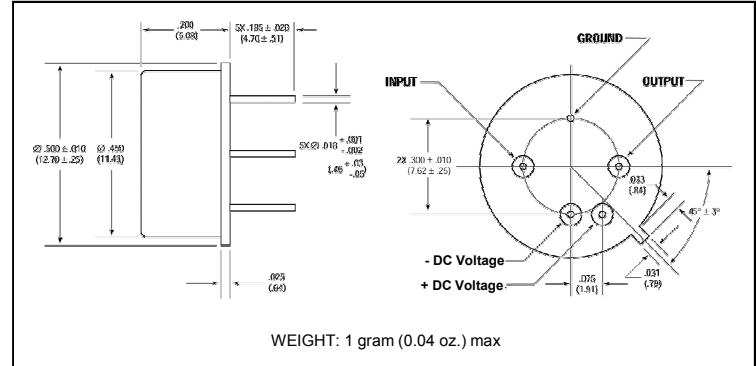 .200
(5.08)
5X .185 ± .020
(4.70 ± .51)
GROUND
INPUT
OUTPUT
Ø .500 ± .010
(12.70 ± .25)
Ø .450
(11.43)
5X Ø .018 +.001
-.002
(.46 +.03
-.05)
2X .300 ± .010
(7.62 ± .25)
.033
(.84)
45° ± 3°
- DC Voltage
+ DC Voltage
.075
(1.91)
.031
(.79)
.025
(.64)
WEIGHT: 1 gram (0.04 oz.) max